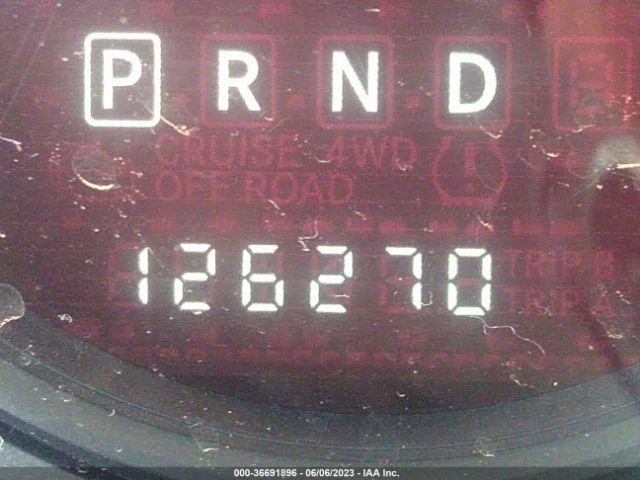 P R N D
CRUISE 4WD
OFF ROAD
126270
TRIP B
TRIP A
000-36691896 - 06/06/2023 - IAA Inc.